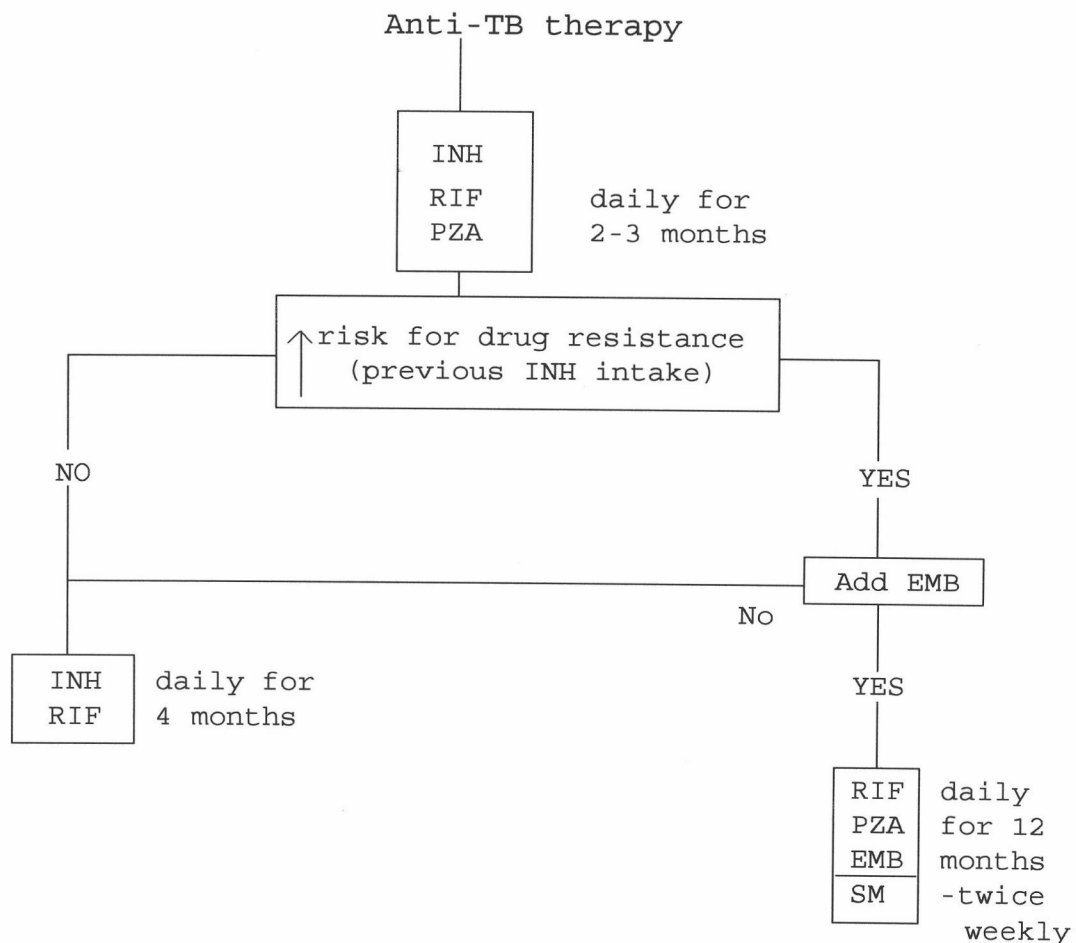 Anti-TB therapy
INH
RIF daily for
PZA 2-3 months
↑risk for drug resistance
(previous INH intake)
NO
YES
Add EMB
No
INH daily for
RIF 4 months
YES
RIF daily
PZA for 12
EMB months
SM -twice
weekly